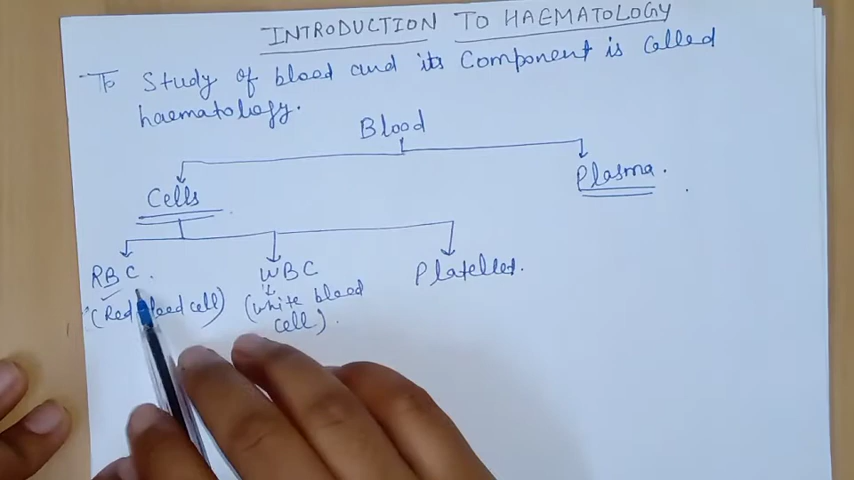 INTRODUCTION TO HAEMATOLOGY
To Study of blood and its Component is Called
haematology.
Blood
Cells
Plasma.
RBC.
WBC
Platelet.
(Red blood cell)
(White blood
cell).